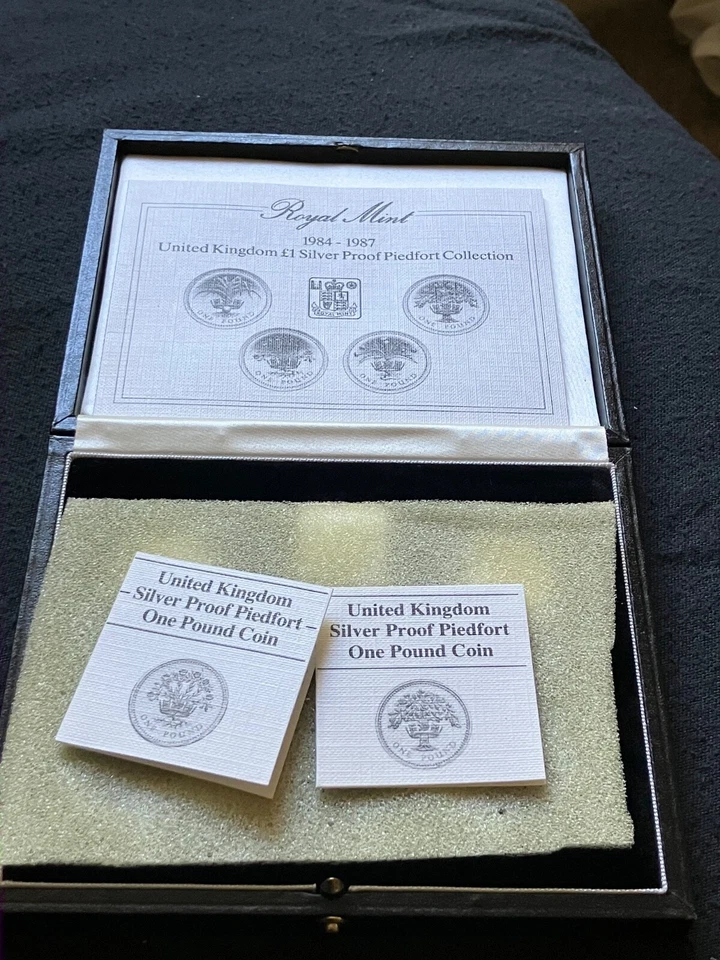 Royal Mint
1984 - 1987
United Kingdom £1 Silver Proof Piedfort Collection
ONE POUND
ROYAL MINT
ONE POUND
ONE POUND
ONE POUND
United Kingdom
Silver Proof Piedfort
One Pound Coin
ONE POUND
United Kingdom
Silver Proof Piedfort
One Pound Coin
ONE POUND